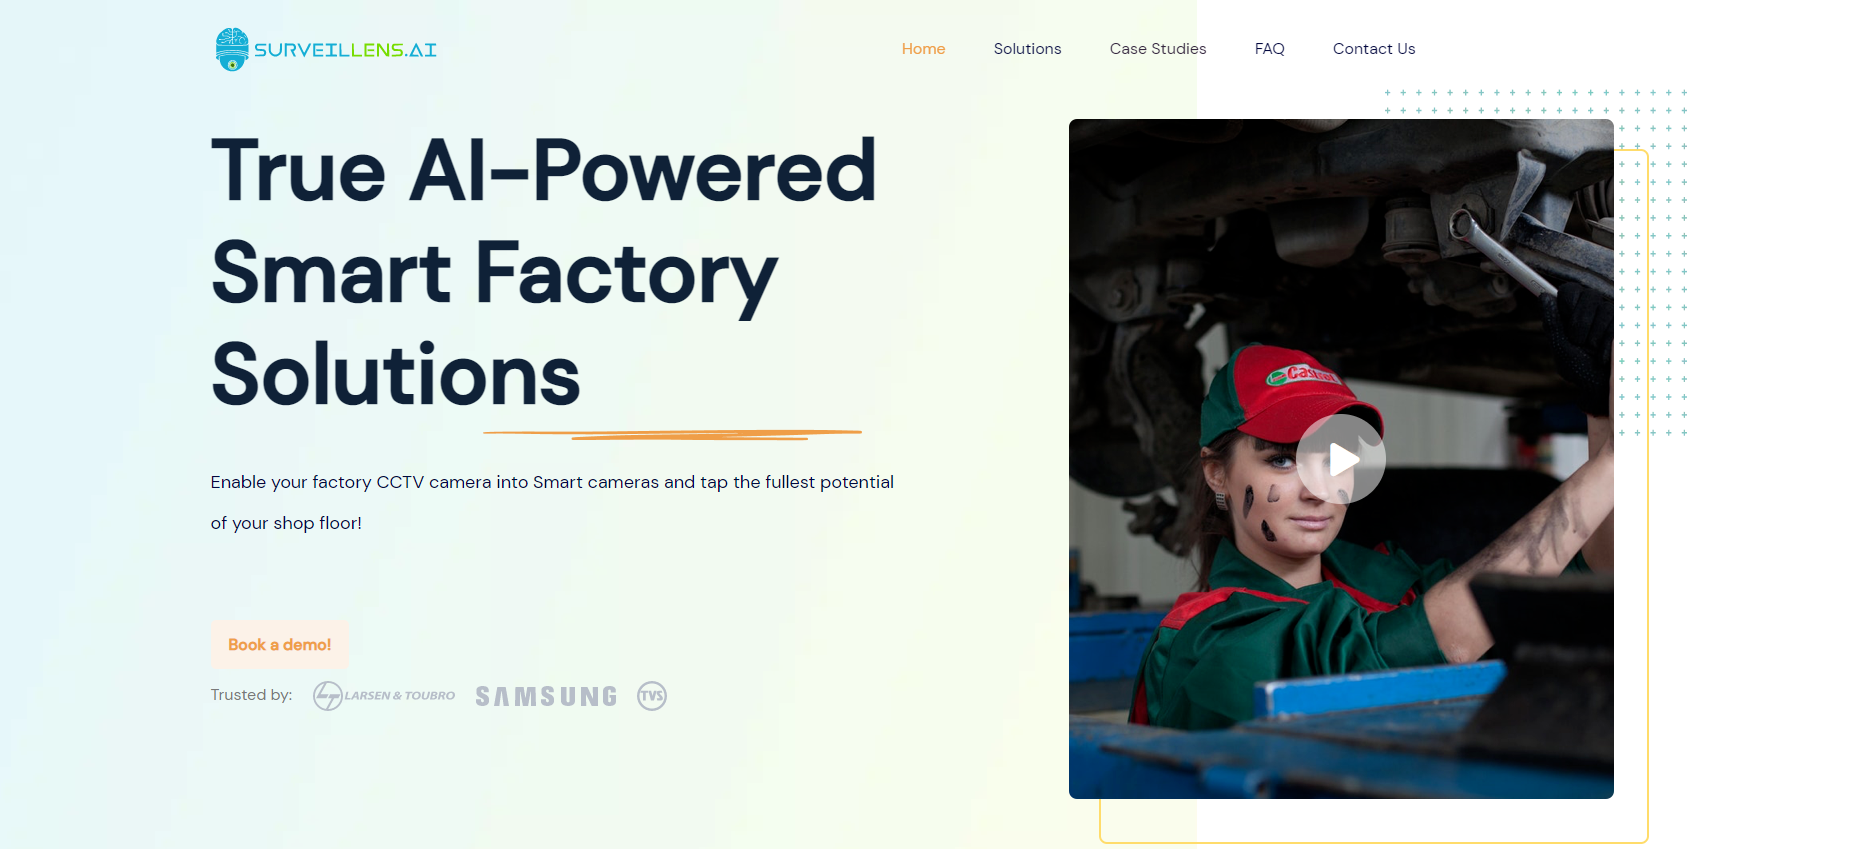 SURVEILLENS.AI
Home
Solutions
Case Studies
FAQ
Contact Us
True AI-Powered
Smart Factory
Solutions
Castrol
Enable your factory CCTV camera into Smart cameras and tap the fullest potential
of your shop floor!
Book a demo!
Trusted by:
LARSEN & TOUBRO
SAMSUNG
TVS